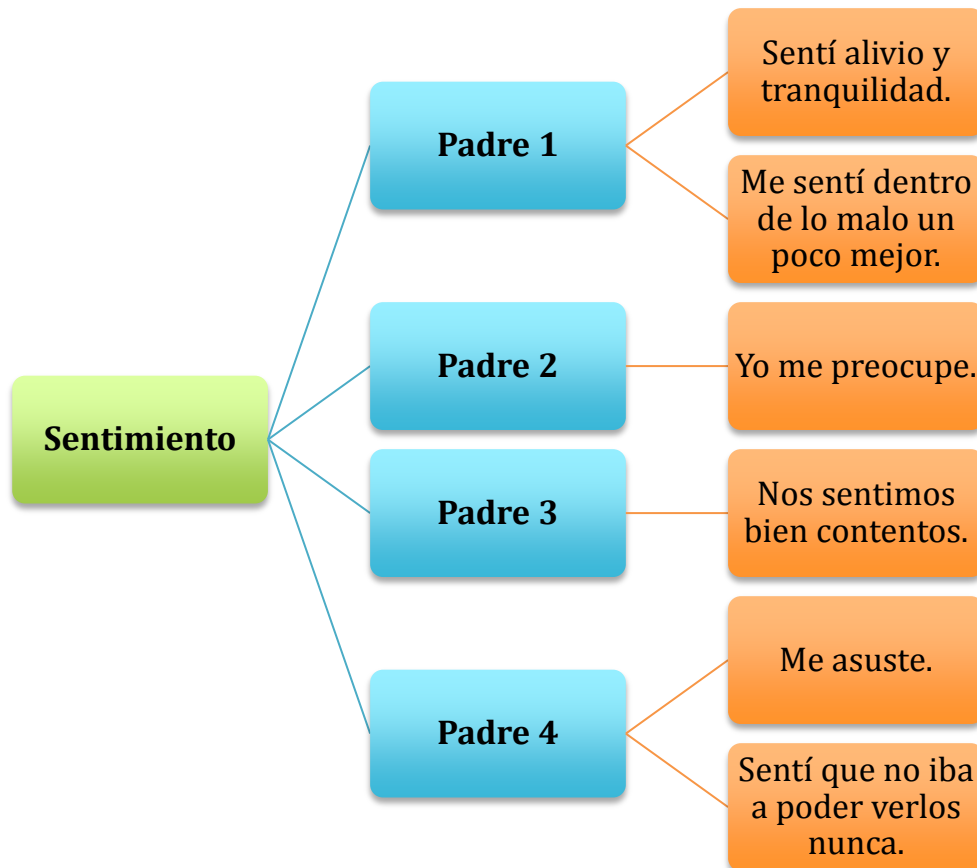 Sentimiento
Padre 1
Sentí alivio y
tranquilidad.
Me sentí dentro
de lo malo un
poco mejor.
Padre 2
Yo me preocupe.
Padre 3
Nos sentimos
bien contentos.
Padre 4
Me asuste.
Sentí que no iba
a poder verlos
nunca.